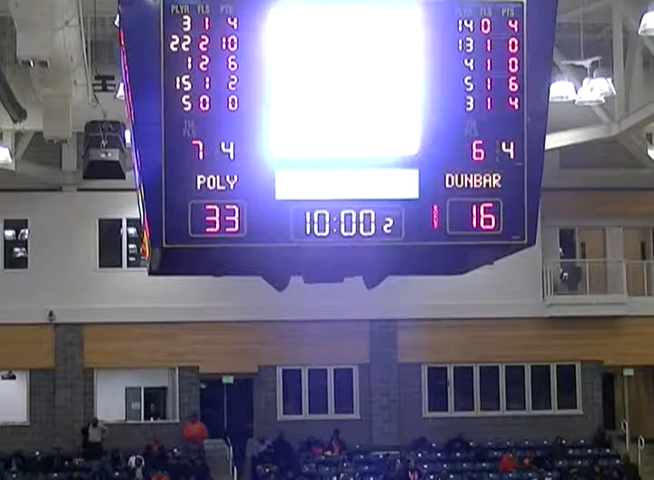 PLYR FLS PTS PLYR FLS PTS
3 1 4 14 0 4
22 2 10 13 1 0
1 2 6 4 1 0
15 1 2 5 1 6
5 0 0 3 1 4
TM FLS TM FLS
7 4 6 4
POLY DUNBAR
33 10:00 2 16